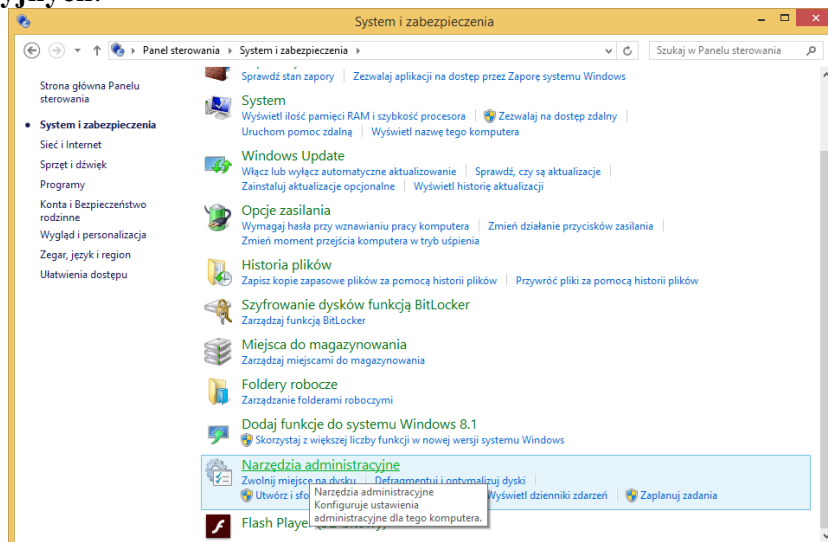 System i zabezpieczenia
Panel sterowania System i zabezpieczenia
Szukaj w Panelu sterowania
Strona główna Panelu
sterowania
System i zabezpieczenia
Sieć i Internet
Sprzęt i dźwięk
Programy
Konta i Bezpieczeństwo
rodzinne
Wygląd i personalizacja
Zegar, język i region
Ułatwienia dostępu
Sprawdź stan zapory Zezwalaj aplikacji na dostęp przez Zaporę systemu Windows
System
Wyświetl ilość pamięci RAM i szybkość procesora Zezwalaj na dostęp zdalny
Uruchom pomoc zdalną Wyświetl nazwę tego komputera
Windows Update
Włącz lub wyłącz automatyczne aktualizowanie Sprawdź, czy są aktualizacje
Zainstaluj aktualizacje opcjonalne Wyświetl historię aktualizacji
Opcje zasilania
Wymagaj hasła przy wznawianiu pracy komputera Zmień działanie przycisków zasilania
Zmień moment przejścia komputera w tryb uśpienia
Historia plików
Zapisz kopie zapasowe plików za pomocą historii plików Przywróć pliki za pomocą historii plików
Szyfrowanie dysków funkcją BitLocker
Zarządzaj funkcją BitLocker
Miejsca do magazynowania
Zarządzaj miejscami do magazynowania
Foldery robocze
Zarządzanie folderami roboczymi
Dodaj funkcje do systemu Windows 8.1
Skorzystaj z większej liczby funkcji w nowej wersji systemu Windows
Narzędzia administracyjne
Zwolnij miejsce na dysku Defragmentuj i optymalizuj dyski
Utwórz i Wyświetl dzienniki zdarzeń Zaplanuj zadania
Narzędzia administracyjne
Konfiguruje ustawienia
administracyjne dla tego komputera.
Flash Player